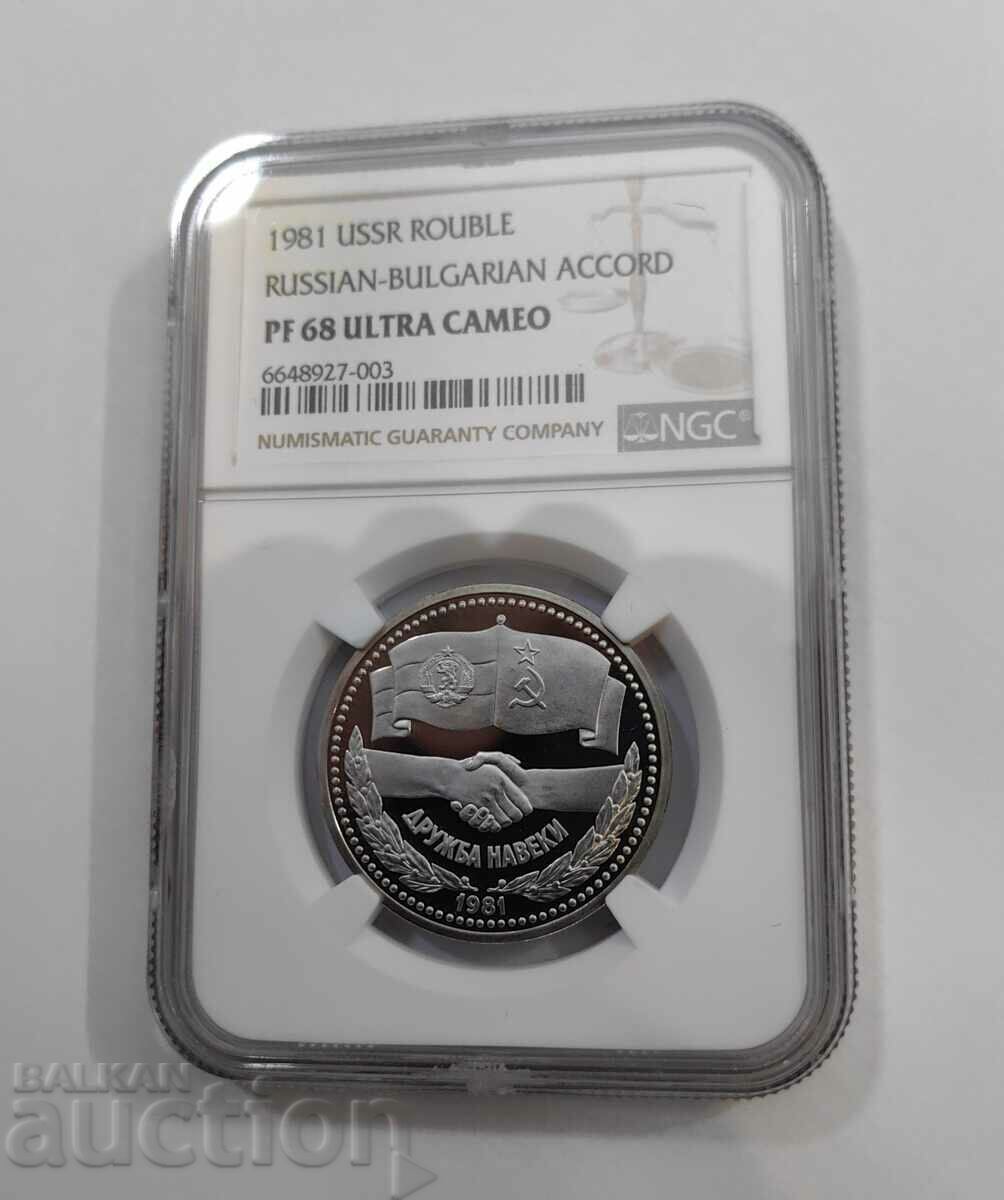 1981 USSR ROUBLE
RUSSIAN-BULGARIAN ACCORD
PF 68 ULTRA CAMEO
6648927-003
NUMISMATIC GUARANTY COMPANY
NGC®
ДРУЖБА НАВЕКИ
1981
BALKAN
auction